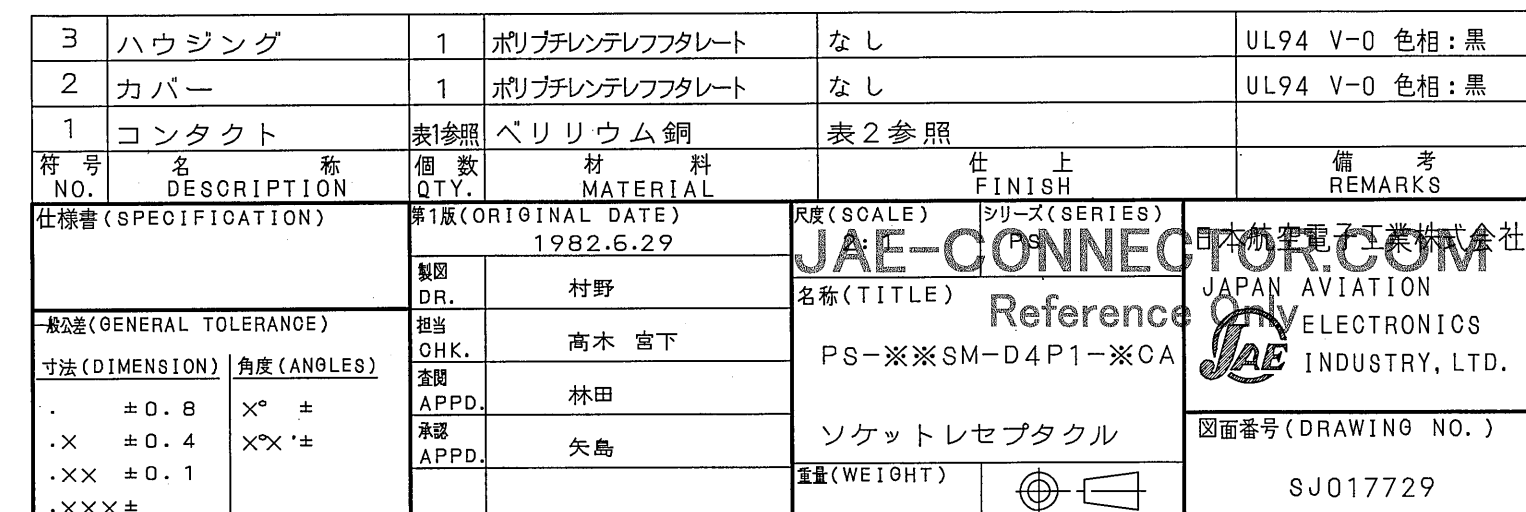 3 ハウジング 1 ポリブチレンテレフタレート なし UL94 V-0 色相:黒
2 カバー 1 ポリブチレンテレフタレート なし UL94 V-0 色相:黒
1 コンタクト 表1参照 ベリリウム銅 表2参照
符号 名称 個数 材料 仕上 備考
NO. DESCRIPTION QTY. MATERIAL FINISH REMARKS
仕様書(SPECIFICATION)
第1版(ORIGINAL DATE)
1982.6.29
製図 村野
DR.
担当 高木 宮下
CHK.
査閲 林田
APPD.
承認 矢島
APPD.
一般公差(GENERAL TOLERANCE)
寸法(DIMENSION) 角度(ANGLES)
. ±0.8 X° ±
.X ±0.4 X°X'±
.XX ±0.1
.XXX±
尺度(SCALE) シリーズ(SERIES)
2:1 PS
JAE-CONNECTOR.COM
Reference Only
名称(TITLE)
PS-※※SM-D4P1-※CA
ソケットレセプタクル
重量(WEIGHT)
日本航空電子工業株式会社
JAPAN AVIATION
ELECTRONICS
INDUSTRY, LTD.
JAE
図面番号(DRAWING NO.)
SJ017729